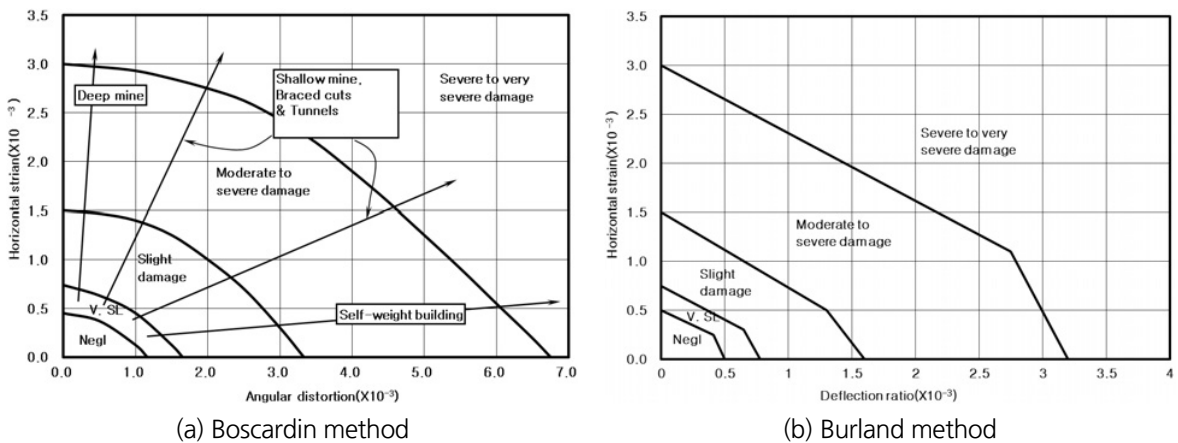 3.5
3.0
2.5
2.0
1.5
1.0
0.5
0.0
Horizontal strian(X10 ⁻³)
Deep mine
Shallow mine,
Braced cuts
& Tunnels
Severe to very
severe damage
Moderate to
severe damage
Slight
damage
V. SL
Negl
Self-weight building
0.0 1.0 2.0 3.0 4.0 5.0 6.0 7.0
Angular distortion(X10⁻³)
(a) Boscardin method
3.5
3.0
2.5
2.0
1.5
1.0
0.5
0.0
Horizontal strain(X10⁻³)
Severe to very
severe damage
Moderate to
severe damage
Slight
damage
V. SL
Negl
0 0.5 1 1.5 2 2.5 3 3.5 4
Deflection ratio(X10⁻³)
(b) Burland method